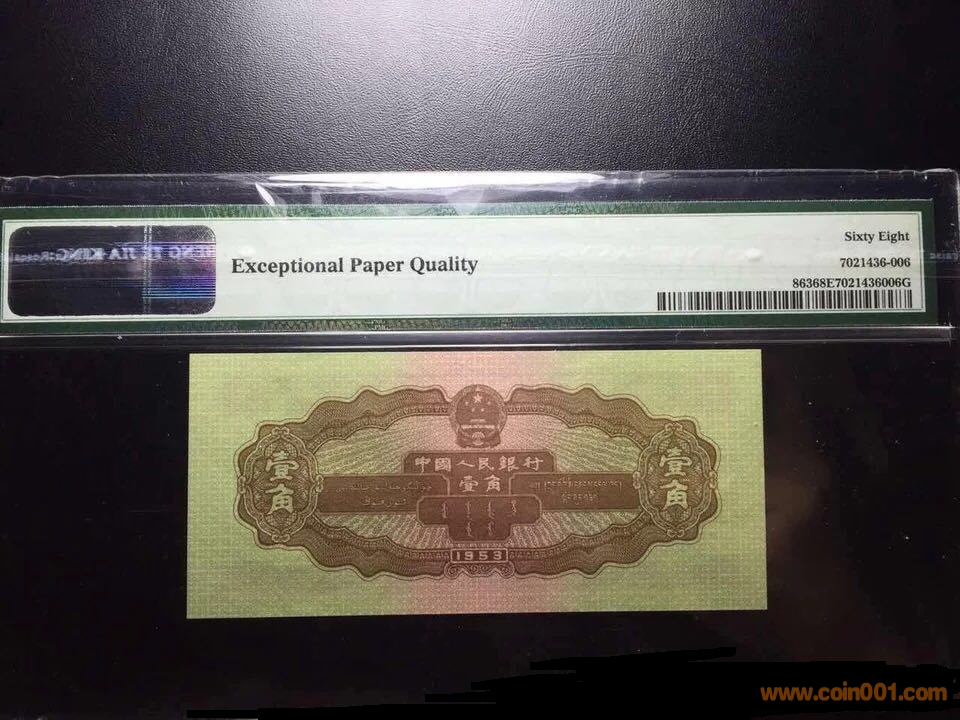 Sixty Eight
Exceptional Paper Quality
7021436-006
86368E7021436006G
中國人民銀行
壹角
壹角
壹角
1953
www.coin001.com